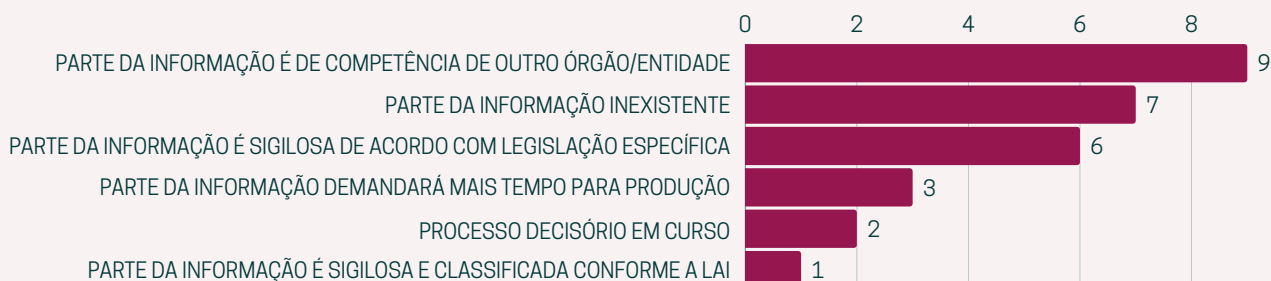 0 2 4 6 8
PARTE DA INFORMAÇÃO É DE COMPETÊNCIA DE OUTRO ÓRGÃO/ENTIDADE 9
PARTE DA INFORMAÇÃO INEXISTENTE 7
PARTE DA INFORMAÇÃO É SIGILOSA DE ACORDO COM LEGISLAÇÃO ESPECÍFICA 6
PARTE DA INFORMAÇÃO DEMANDARÁ MAIS TEMPO PARA PRODUÇÃO 3
PROCESSO DECISÓRIO EM CURSO 2
PARTE DA INFORMAÇÃO É SIGILOSA E CLASSIFICADA CONFORME A LAI 1